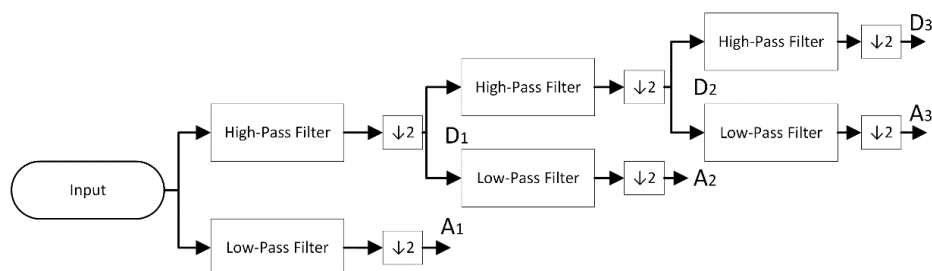 D3
High-Pass Filter
↓2
High-Pass Filter
↓2
D2
High-Pass Filter
↓2
D1
Low-Pass Filter
↓2
A3
Input
Low-Pass Filter
↓2
A2
Low-Pass Filter
↓2
A1